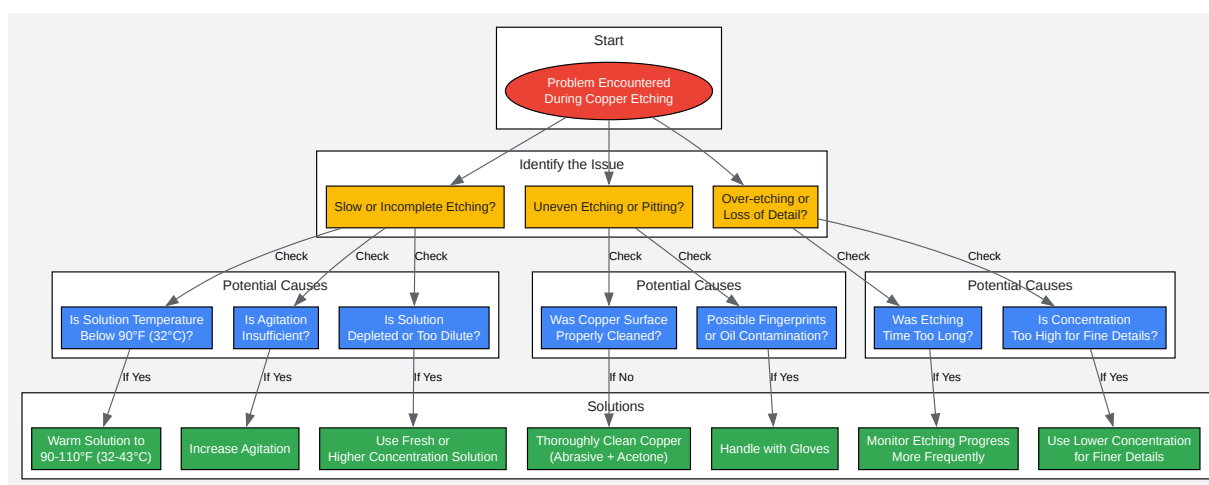 Start
Problem Encountered
During Copper Etching
Identify the Issue
Slow or Incomplete Etching?
Uneven Etching or Pitting?
Over-etching or
Loss of Detail?
Check
Check
Check
Check
Check
Check
Check
Potential Causes
Is Solution Temperature
Below 90°F (32°C)?
Is Agitation
Insufficient?
Is Solution
Depleted or Too Dilute?
Potential Causes
Was Copper Surface
Properly Cleaned?
Possible Fingerprints
or Oil Contamination?
Potential Causes
Was Etching
Time Too Long?
Is Concentration
Too High for Fine Details?
If Yes
If Yes
If Yes
If No
If Yes
If Yes
If Yes
Solutions
Warm Solution to
90-110°F (32-43°C)
Increase Agitation
Use Fresh or
Higher Concentration Solution
Thoroughly Clean Copper
(Abrasive + Acetone)
Handle with Gloves
Monitor Etching Progress
More Frequently
Use Lower Concentration
for Finer Details